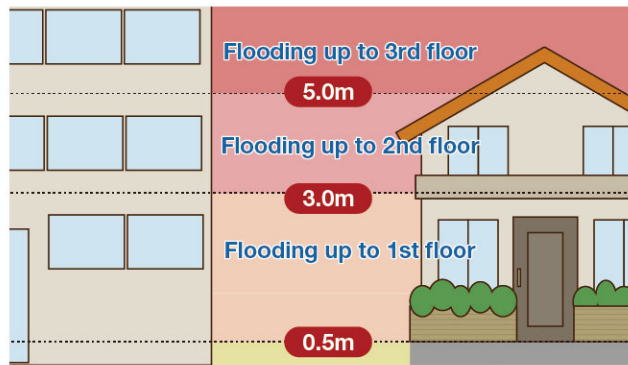 Flooding up to 3rd floor
5.0m
Flooding up to 2nd floor
3.0m
Flooding up to 1st floor
0.5m